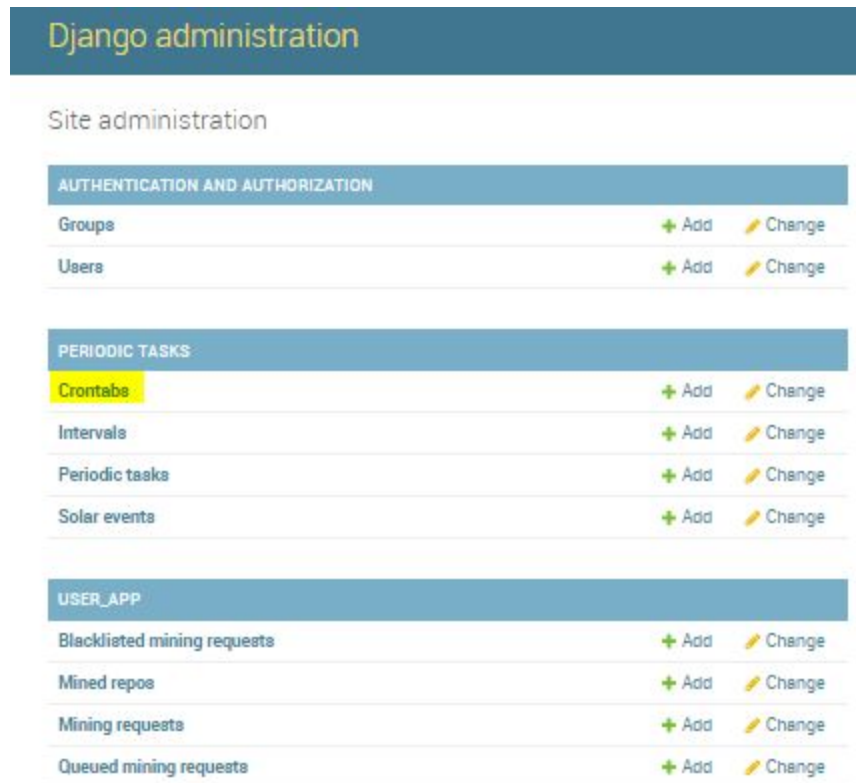 Django administration
Site administration
AUTHENTICATION AND AUTHORIZATION
Groups Add Change
Users Add Change
PERIODIC TASKS
Crontabs Add Change
Intervals Add Change
Periodic tasks Add Change
Solar events Add Change
USER_APP
Blacklisted mining requests Add Change
Mined repos Add Change
Mining requests Add Change
Queued mining requests Add Change